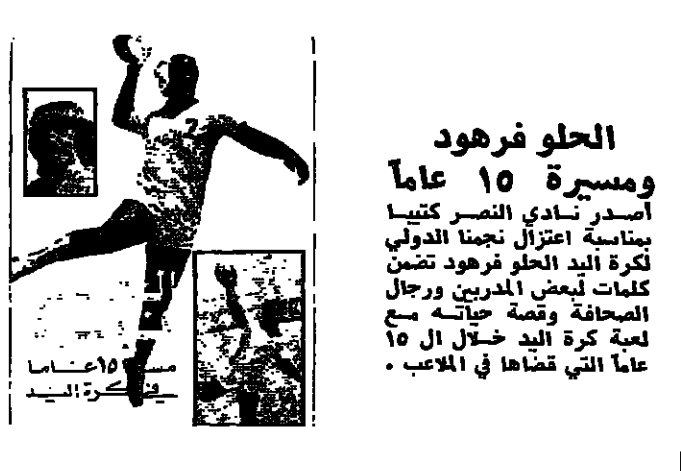 الحلو فرهود
ومسيرة ١٥ عاماً
أصدر نادي النصر كتيبا
بمناسبة اعتزال نجمنا الدولي
لكرة اليد الحلو فرهود تضمن
كلمات لبعض المدربين ورجال
الصحافة وقصة حياته مع
لعبة كرة اليد خلال ال ١٥
عاماً التي قضاها في الملاعب .
١٥ عاما
في كرة اليد